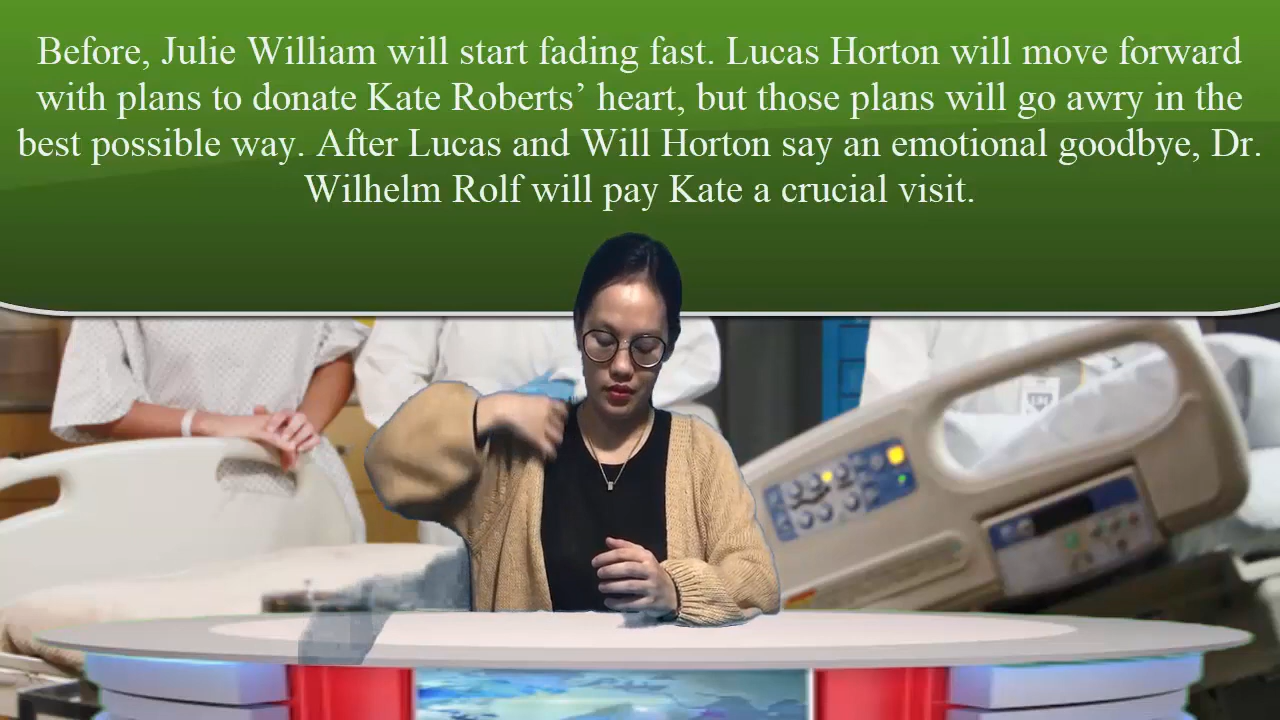 Before, Julie William will start fading fast. Lucas Horton will move forward
with plans to donate Kate Roberts’ heart, but those plans will go awry in the
best possible way. After Lucas and Will Horton say an emotional goodbye, Dr.
Wilhelm Rolf will pay Kate a crucial visit.